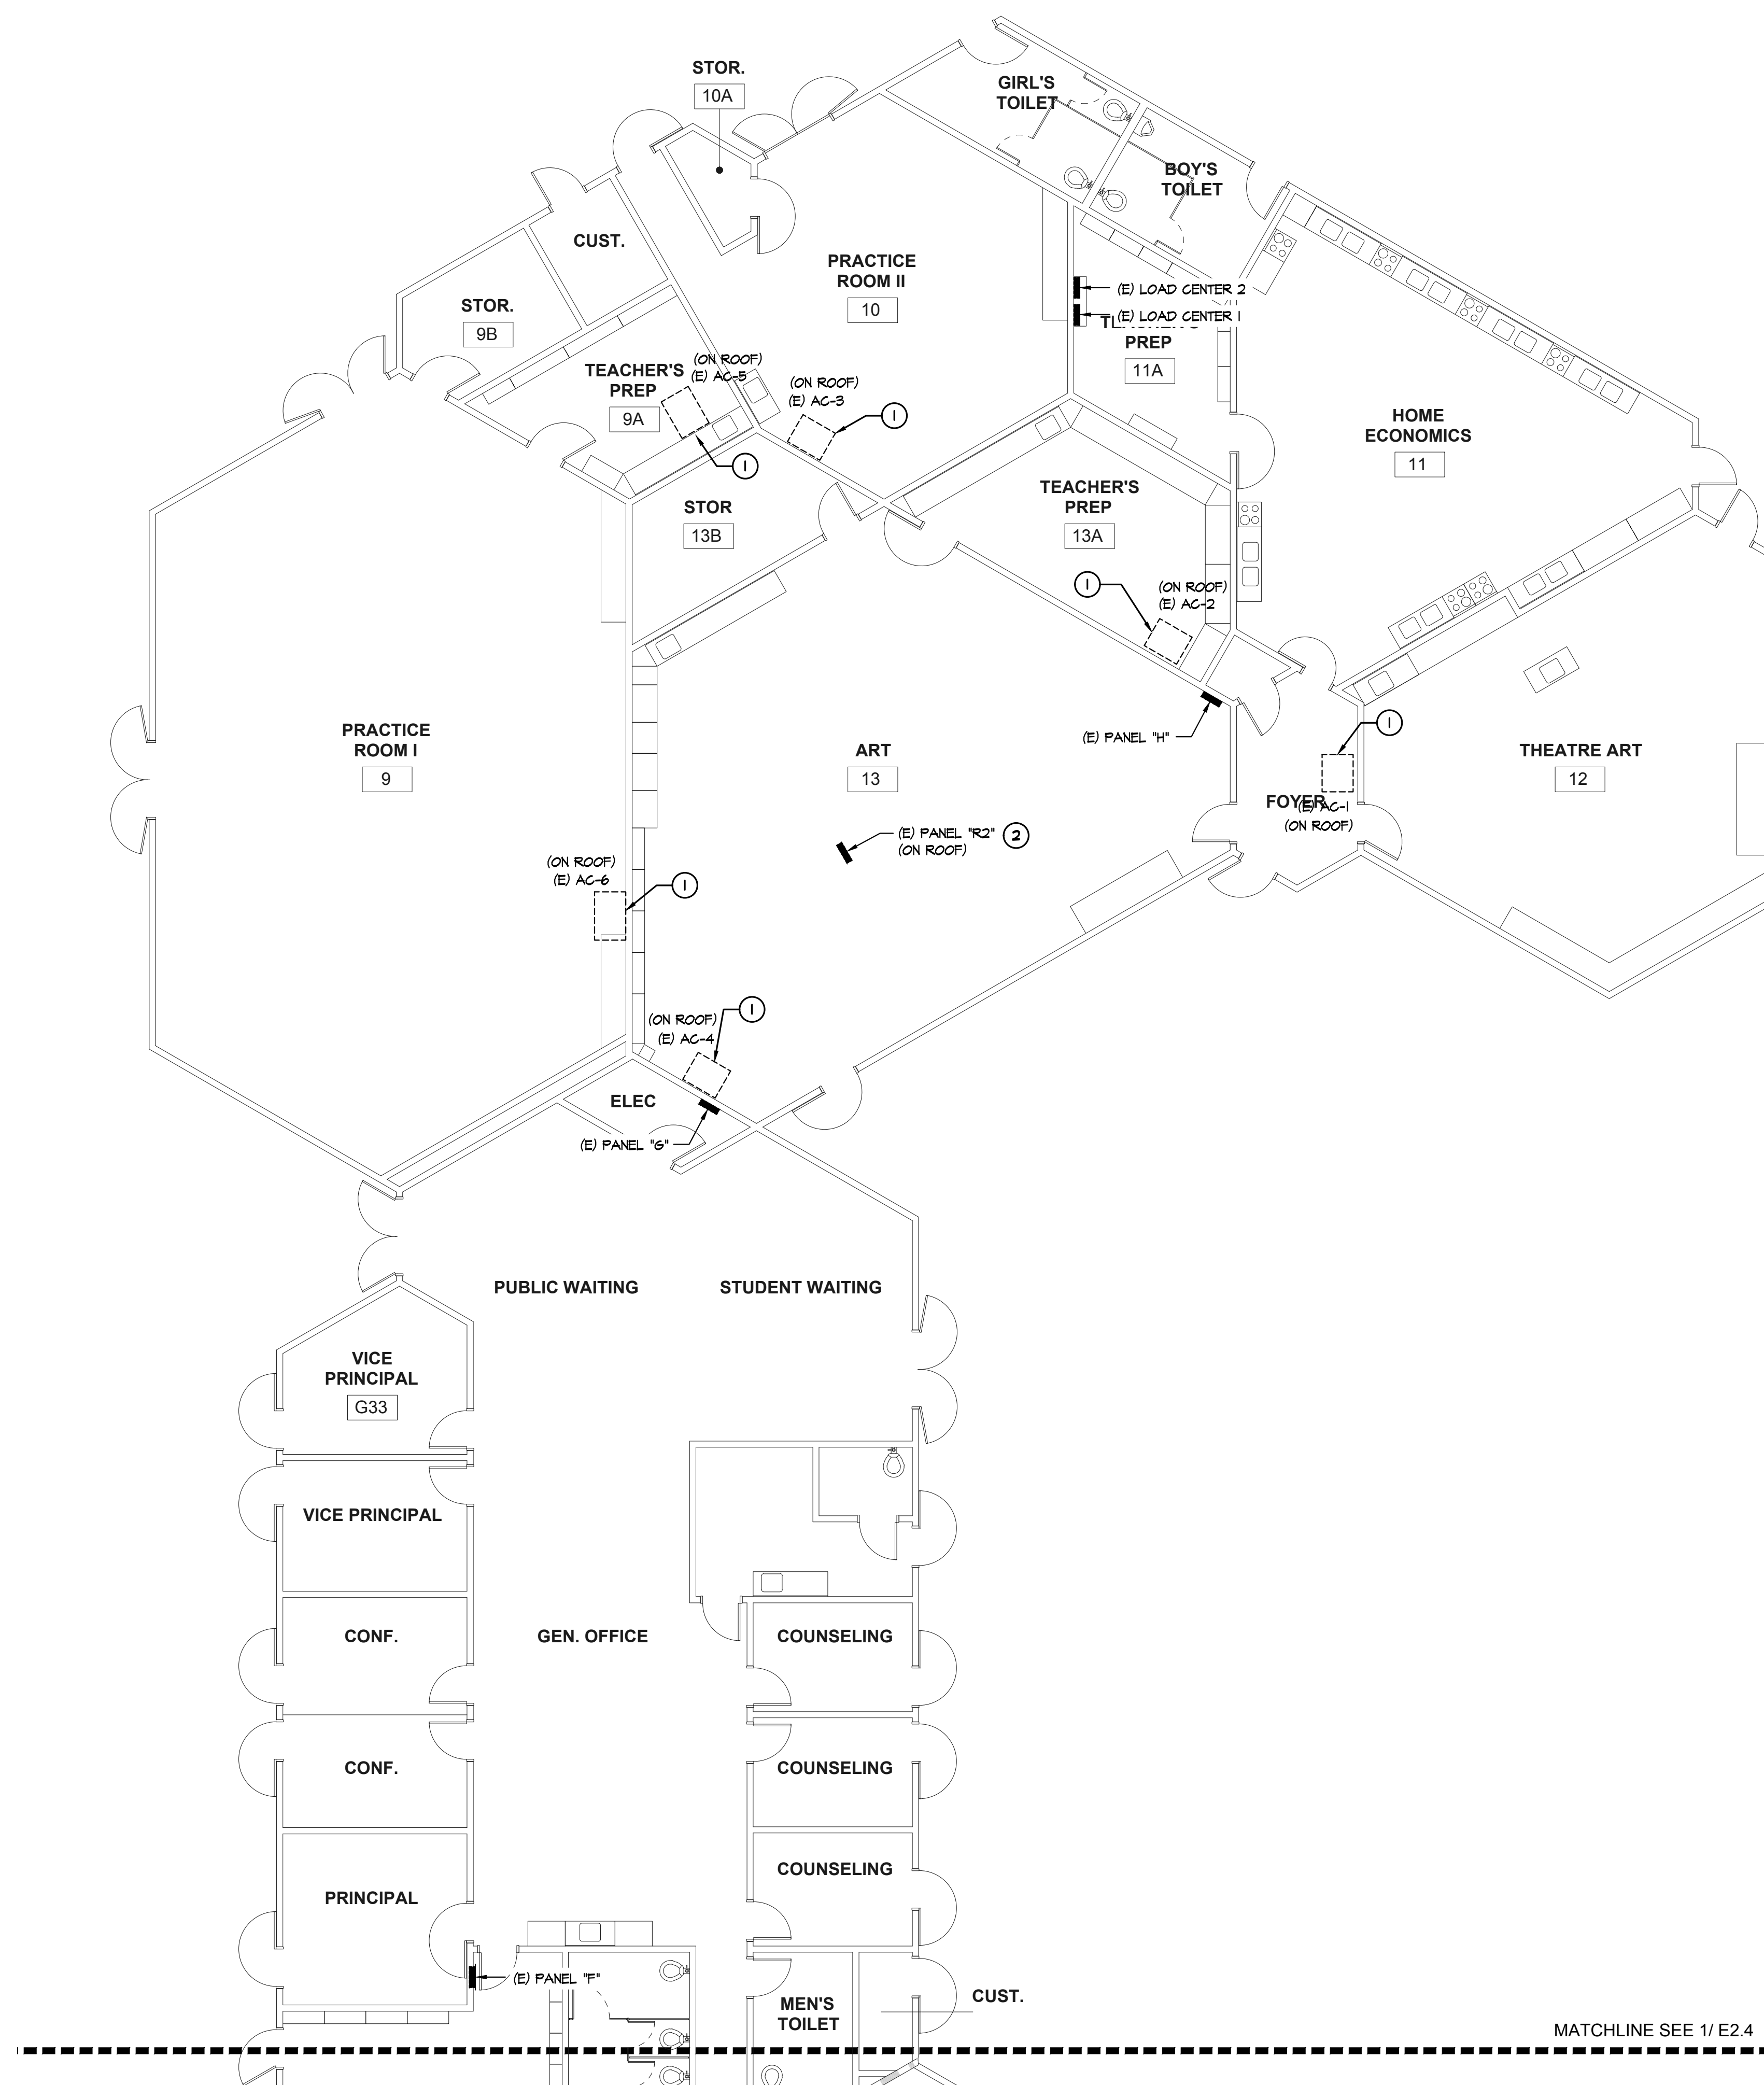 STOR.
10A
GIRL'S
TOILET
BOY'S
TOILET
CUST.
PRACTICE
ROOM II
10
(E) LOAD CENTER 2
(E) LOAD CENTER 1
STOR.
9B
PREP
11A
(ON ROOF)
(E) AC-5
TEACHER'S
PREP
9A
(ON ROOF)
(E) AC-3
1
1
HOME
ECONOMICS
11
STOR
13B
TEACHER'S
PREP
13A
1
(ON ROOF)
(E) AC-2
PRACTICE
ROOM I
9
ART
13
(E) PANEL "H"
1
THEATRE ART
12
FOYER
(E) AC-1
(ON ROOF)
(E) PANEL "R2"
(ON ROOF)
2
(ON ROOF)
(E) AC-6
1
(ON ROOF)
(E) AC-4
1
ELEC
(E) PANEL "G"
PUBLIC WAITING
STUDENT WAITING
VICE
PRINCIPAL
G33
VICE PRINCIPAL
CONF.
GEN. OFFICE
COUNSELING
CONF.
COUNSELING
COUNSELING
PRINCIPAL
(E) PANEL "F"
MEN'S
TOILET
CUST.
MATCHLINE SEE 1/ E2.4